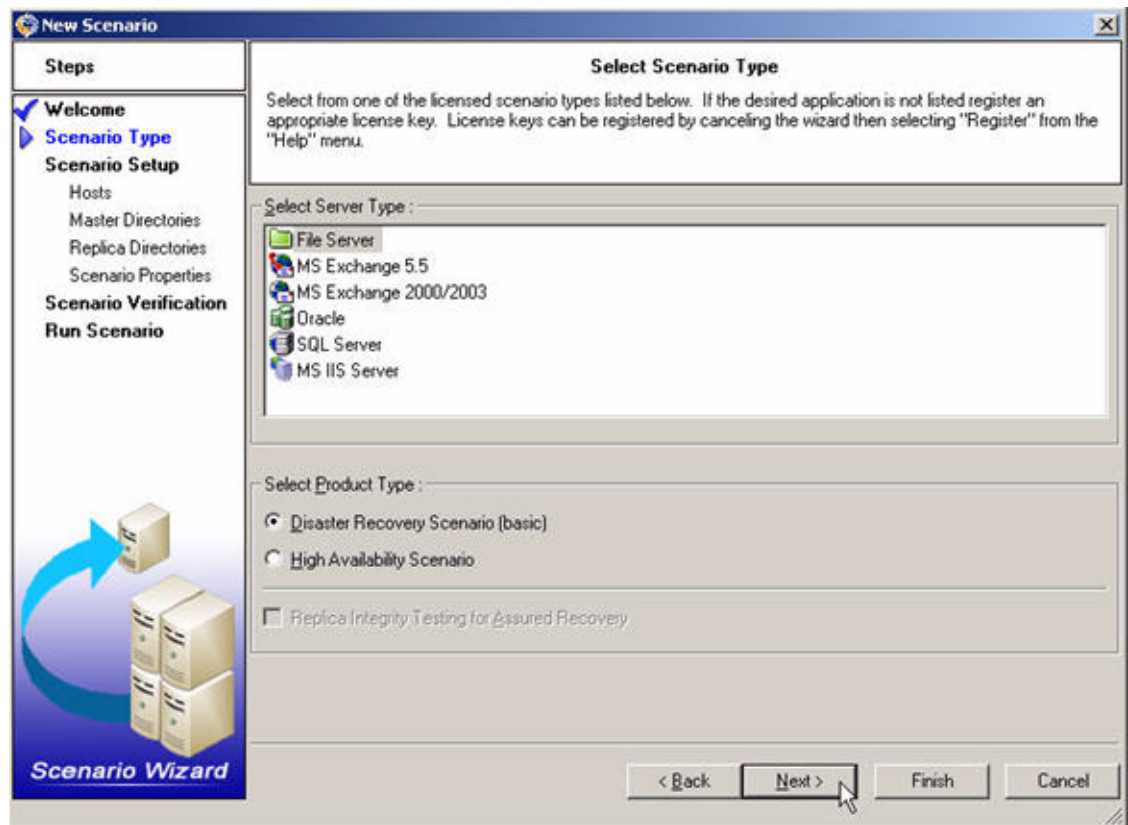 New Scenario
Steps
Welcome
Scenario Type
Scenario Setup
Hosts
Master Directories
Replica Directories
Scenario Properties
Scenario Verification
Run Scenario
Scenario Wizard
Select Scenario Type
Select from one of the licensed scenario types listed below. If the desired application is not listed register an
appropriate license key. License keys can be registered by canceling the wizard then selecting "Register" from the
"Help" menu.
Select Server Type :
File Server
MS Exchange 5.5
MS Exchange 2000/2003
Oracle
SQL Server
MS IIS Server
Select Product Type :
Disaster Recovery Scenario (basic)
High Availability Scenario
Replica Integrity Testing for Assured Recovery
< Back
Next >
Finish
Cancel